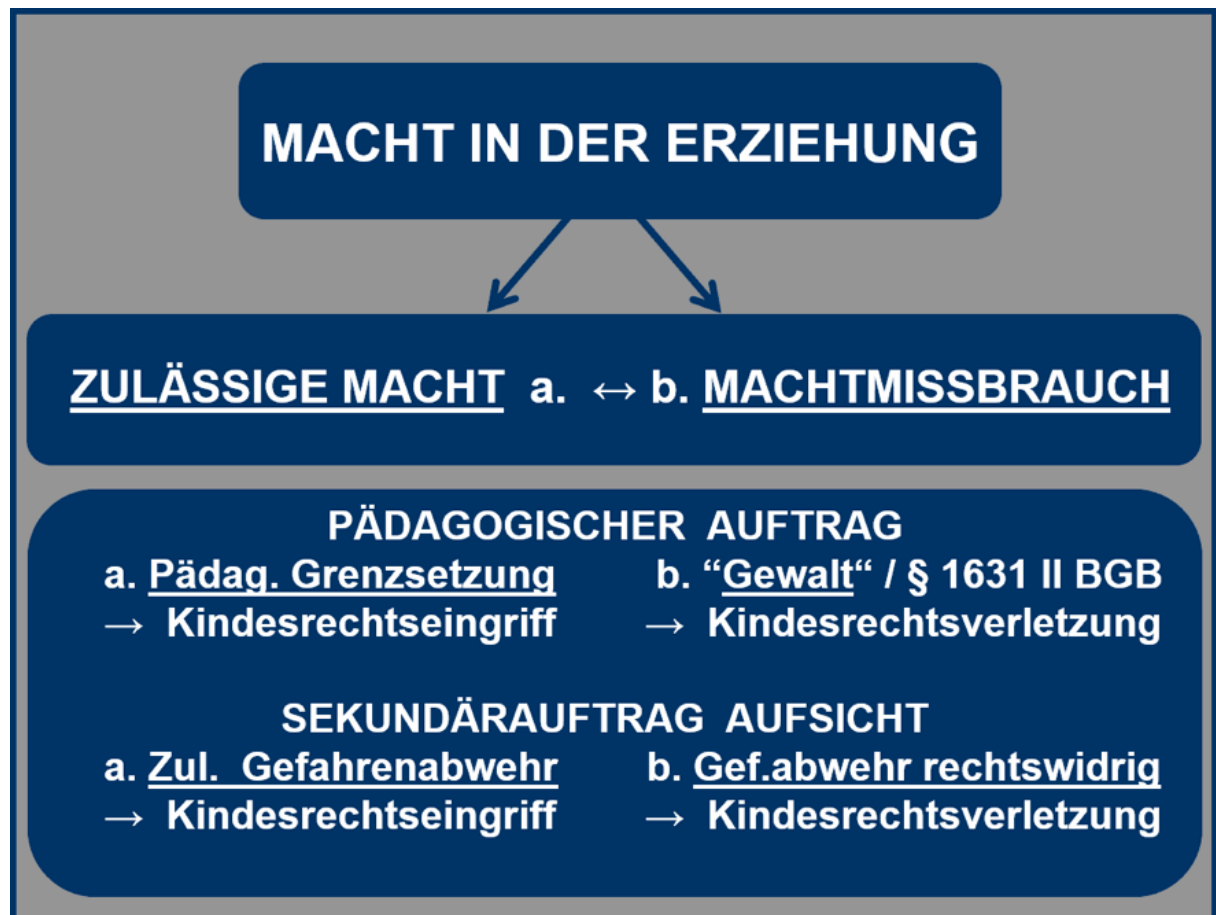 MACHT IN DER ERZIEHUNG
ZULÄSSIGE MACHT a. ↔ b. MACHTMISSBRAUCH
PÄDAGOGISCHER AUFTRAG
a. Pädag. Grenzsetzung b. “Gewalt“ / § 1631 II BGB
→ Kindesrechtseingriff → Kindesrechtsverletzung
SEKUNDÄRAUFTRAG AUFSICHT
a. Zul. Gefahrenabwehr b. Gef.abwehr rechtswidrig
→ Kindesrechtseingriff → Kindesrechtsverletzung